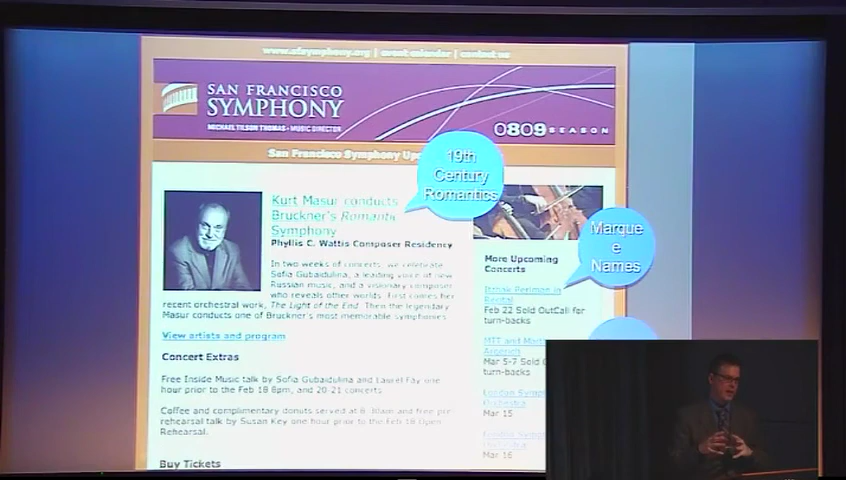 www.sfsymphony.org | event calendar | contact us
SAN FRANCISCO
SYMPHONY
MICHAEL TILSON THOMAS - MUSIC DIRECTOR
0809 SEASON
San Francisco Symphony
19th
Century
Romantics
Kurt Masur conducts
Bruckner's Romantic
Symphony
Phyllis C. Wattis Composer Residency
In two weeks of concerts, we celebrate
Sofia Gubaidulina, a leading voice of new
Russian music, and a visionary composer
who reveals other worlds. First comes her
recent orchestral work, The Light of the End. Then the legendary
Masur conducts one of Bruckner's most memorable symphonies
View artists and program
Concert Extras
Free Inside Music talk by Sofia Gubaidulina and Laurel Fay one
hour prior to the Feb 18 8pm, and 20-21 concerts.
Coffee and complimentary donuts served at 8:30am and free pre
rehearsal talk by Susan Key one hour prior to the Feb 18 Open
Rehearsal.
Buy Tickets
Marque
e
Names
More Upcoming
Concerts
Itzhak Perlman in
Recital
Feb 22 Sold OutCall for
turn-backs
MTT and
Argerich
Mar 5-7 Sold
turn-backs
London
Orchestra
Mar 15
London
Mar 16